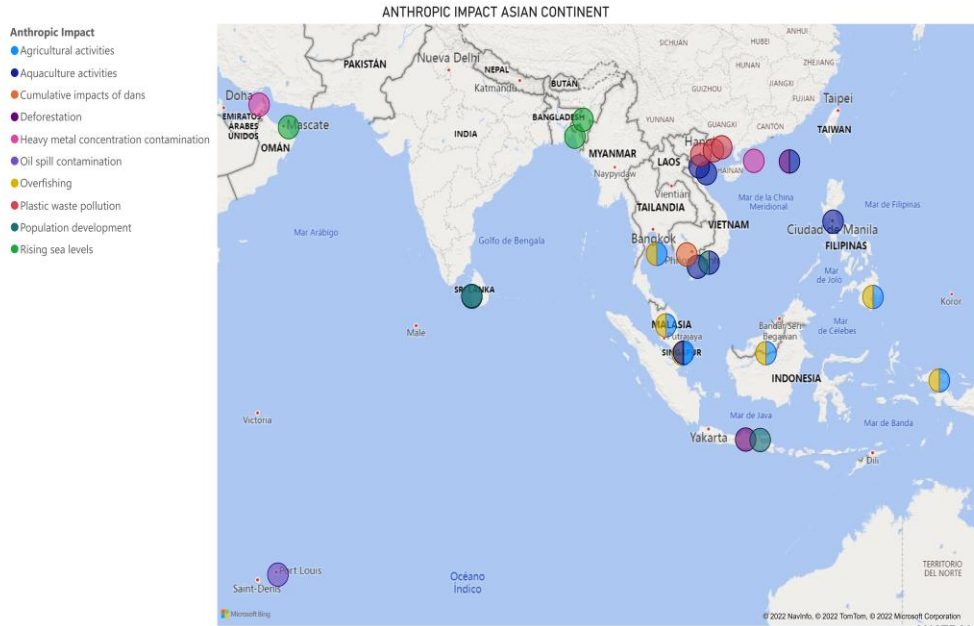 ANTHROPIC IMPACT ASIAN CONTINENT
Anthropic Impact
Agricultural activities
Aquaculture activities
Cumulative impacts of dans
Deforestation
Heavy metal concentration contamination
Oil spill contamination
Overfishing
Plastic waste pollution
Population development
Rising sea levels
ANHUI
SICHUAN
HUBEI
ZHEJIANG
Nueva Delhi
PAKISTÁN
NEPAL
HUNAN
JIANGXI
Katmandú
BUTÁN
GUIZHOU
FUJIAN
Doha
Taipei
EMIRATOS
ÁRABES
UNIDOS
Mascate
BANGLADESH
YUNNAN
GUANGXI
CANTÓN
TAIWAN
OMÁN
INDIA
MYANMAR
LAOS
HAINAN
Naypyidaw
Vientián
Mar de la China
Meridional
Mar de Filipinas
TAILANDIA
Mar Arábigo
Golfo de Bengala
Bangkok
VIETNAM
Ciudad de Manila
FILIPINAS
Mar
de Joló
SRI LANKA
Koror
Male
MALASIA
Putrajaya
Bandar Seri
Begawan
Mar
de Célebes
SINGAPUR
INDONESIA
Victoria
Mar de Java
Mar de Banda
Yakarta
Dili
Port Louis
Saint-Denis
Océano
Índico
TERRITORIO
DEL NORTE
Microsoft Bing
© 2022 NavInfo, © 2022 TomTom, © 2022 Microsoft Corporation